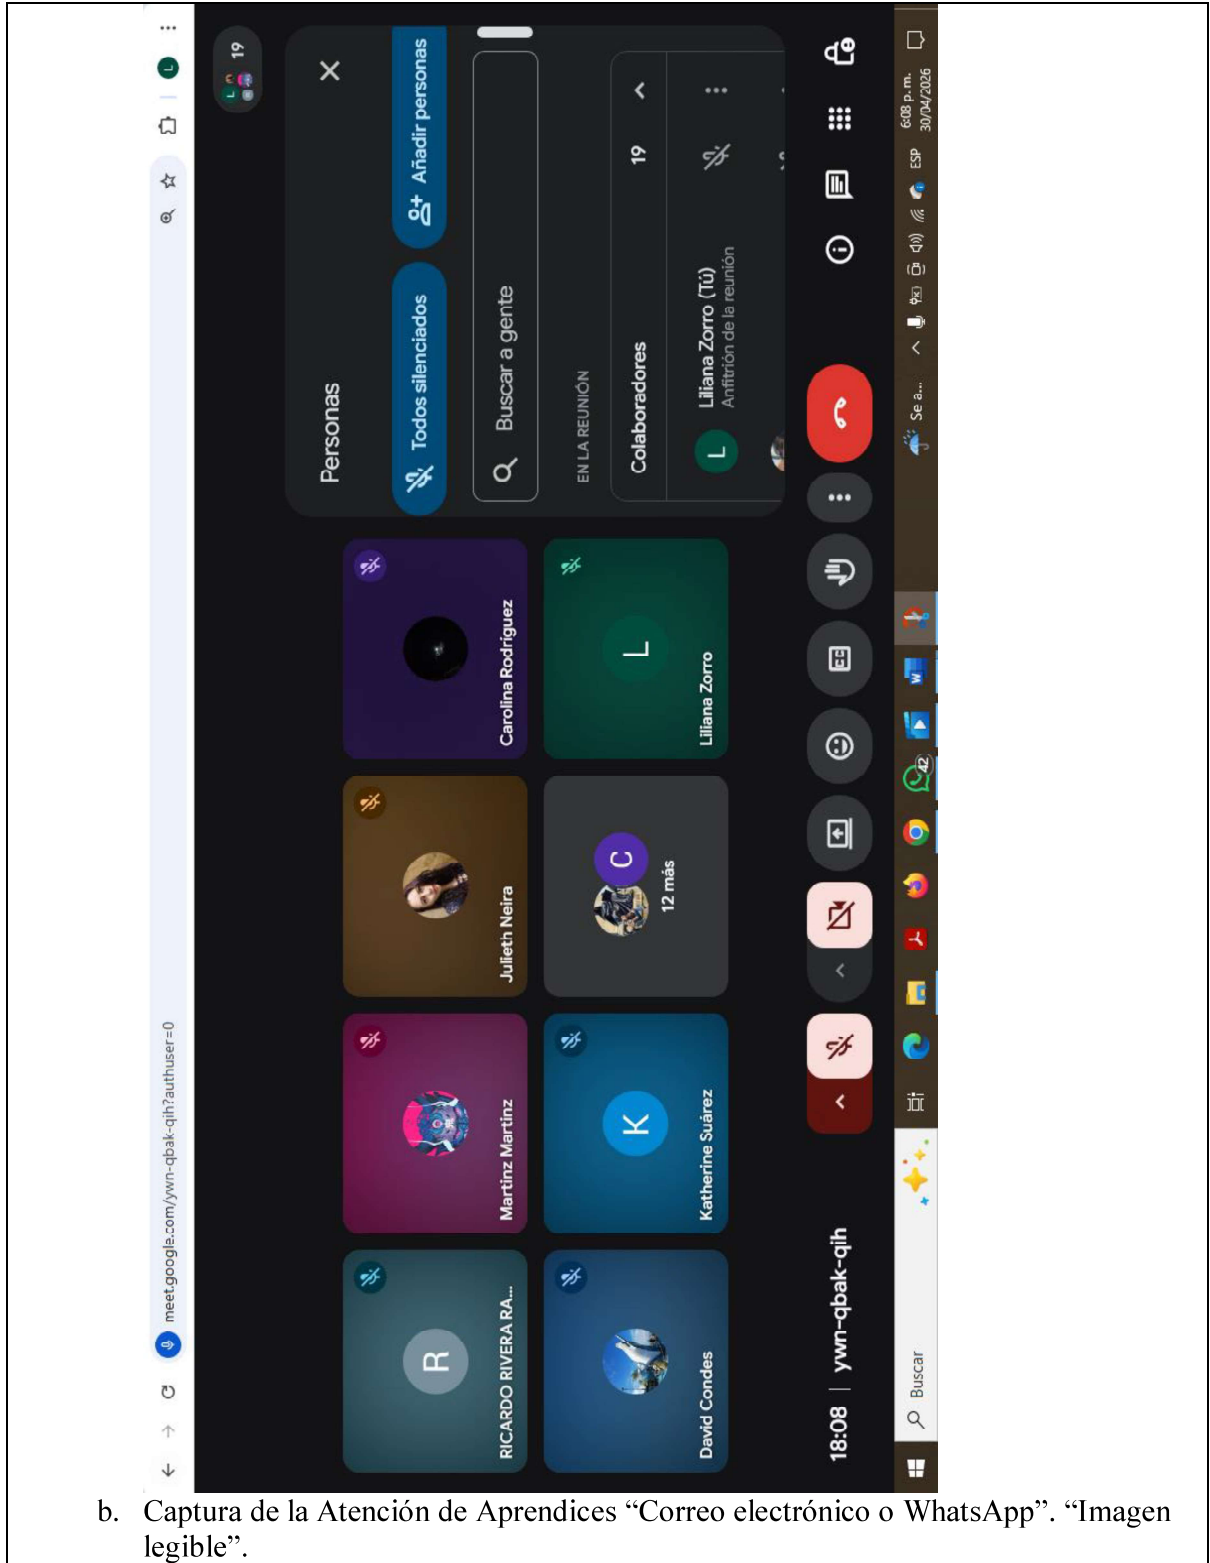 meet.google.com/ywn-qbak-qih?authuser=0
L
L
19
RICARDO RIVERA RA...
R
Martinz Martinz
Julieth Neira
Carolina Rodríguez
David Condes
Katherine Suárez
K
C
12 más
Liliana Zorro
L
Personas
Todos silenciados
Añadir personas
Buscar a gente
EN LA REUNIÓN
Colaboradores
19
L
Liliana Zorro (Tú)
Anfitrión de la reunión
18:08 | ywn-qbak-qih
CC
Buscar
42
W
Se a...
ESP
6:08 p. m.
30/04/2026
b. Captura de la Atención de Aprendices “Correo electrónico o WhatsApp”. “Imagen
legible”.